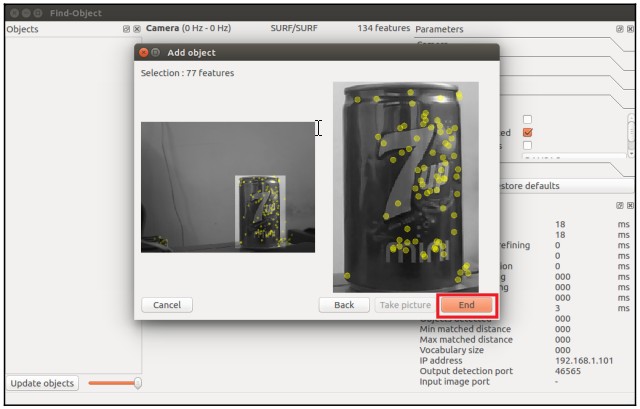 Find-Object
Objects
Camera (0 Hz - 0 Hz) SURF/SURF 134 features
Parameters
Add object
Selection : 77 features
7
mini
Cancel
Back
Take picture
End
estore defaults
18 ms
18 ms
efining 0 ms
0 ms
ion 0 ms
000 ms
000 ms
000 ms
3 ms
000
Min matched distance 000
Max matched distance 000
Vocabulary size 000
IP address 192.168.1.101
Output detection port 46565
Input image port -
Update objects